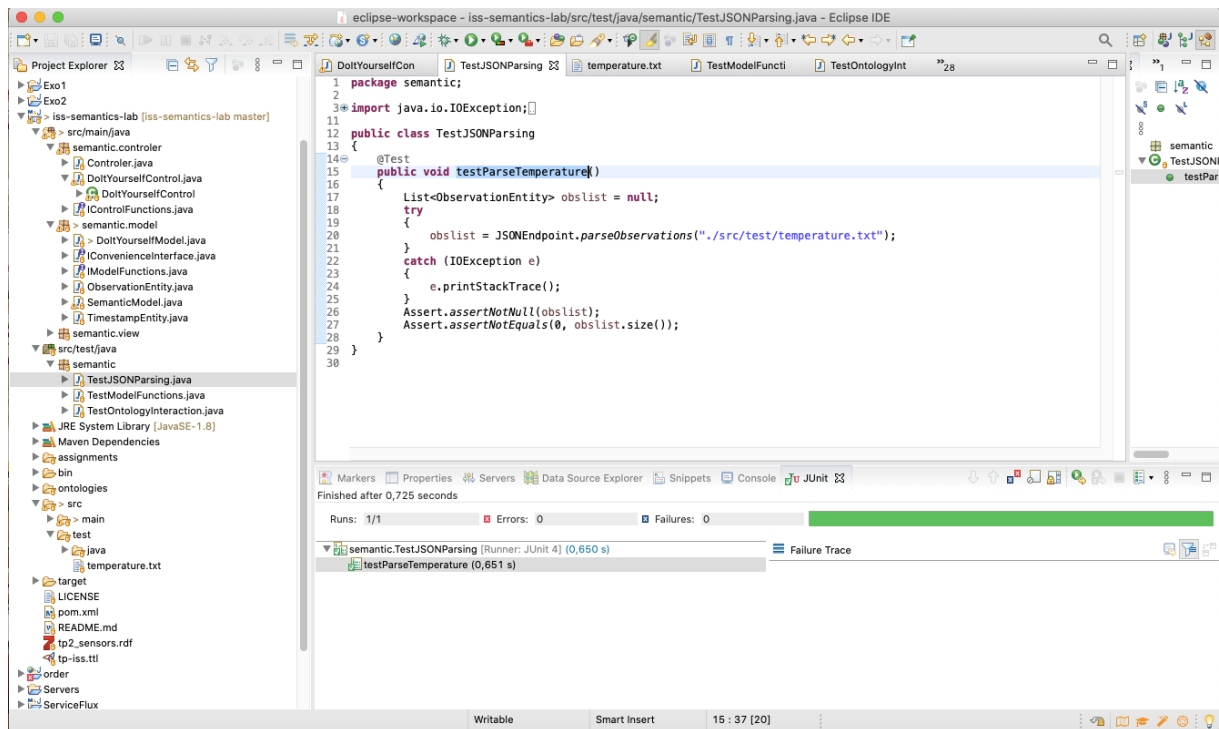 eclipse-workspace - iss-semantics-lab/src/test/java/semantic/TestJSONParsing.java - Eclipse IDE
Project Explorer
Exo1
Exo2
> iss-semantics-lab [iss-semantics-lab master]
> src/main/java
semantic.controler
Controler.java
DoItYourselfControl.java
DoItYourselfControl
IControlFunctions.java
> semantic.model
> DoItYourselfModel.java
IConvenienceInterface.java
IModelFunctions.java
ObservationEntity.java
SemanticModel.java
TimestampEntity.java
semantic.view
src/test/java
semantic
TestJSONParsing.java
TestModelFunctions.java
TestOntologyInteraction.java
JRE System Library [JavaSE-1.8]
Maven Dependencies
assignments
bin
ontologies
> src
> main
test
java
temperature.txt
target
LICENSE
pom.xml
README.md
tp2_sensors.rdf
tp-iss.ttl
order
Servers
ServiceFlux
DoItYourselfCon TestJSONParsing.java temperature.txt TestModelFuncti TestOntologyInt »28
1 package semantic;
2
3 import java.io.IOException;
11
12 public class TestJSONParsing
13 {
14 @Test
15 public void testParseTemperature()
16 {
17 List<ObservationEntity> obslist = null;
18 try
19 {
20 obslist = JSONEndpoint.parseObservations("./src/test/temperature.txt");
21 }
22 catch (IOException e)
23 {
24 e.printStackTrace();
25 }
26 Assert.assertNotNull(obslist);
27 Assert.assertNotEquals(0, obslist.size());
28 }
29 }
30
»1
semantic
TestJSONI
testPar
Markers Properties Servers Data Source Explorer Snippets Console JUnit
Finished after 0,725 seconds
Runs: 1/1 Errors: 0 Failures: 0
semantic.TestJSONParsing [Runner: JUnit 4] (0,650 s)
testParseTemperature (0,651 s)
Failure Trace
Writable Smart Insert 15 : 37 [20]